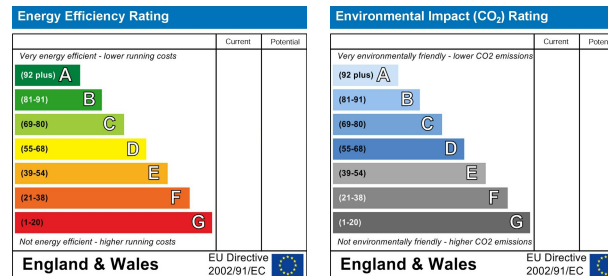 Energy Efficiency Rating
Current Potential
Very energy efficient - lower running costs
(92 plus) A
(81-91) B
(69-80) C
(55-68) D
(39-54) E
(21-38) F
(1-20) G
Not energy efficient - higher running costs
England & Wales
EU Directive
2002/91/EC
Environmental Impact (CO2) Rating
Current Poten
Very environmentally friendly - lower CO2 emissions
(92 plus) A
(81-91) B
(69-80) C
(55-68) D
(39-54) E
(21-38) F
(1-20) G
Not environmentally friendly - higher CO2 emissions
England & Wales
EU Directive
2002/91/EC